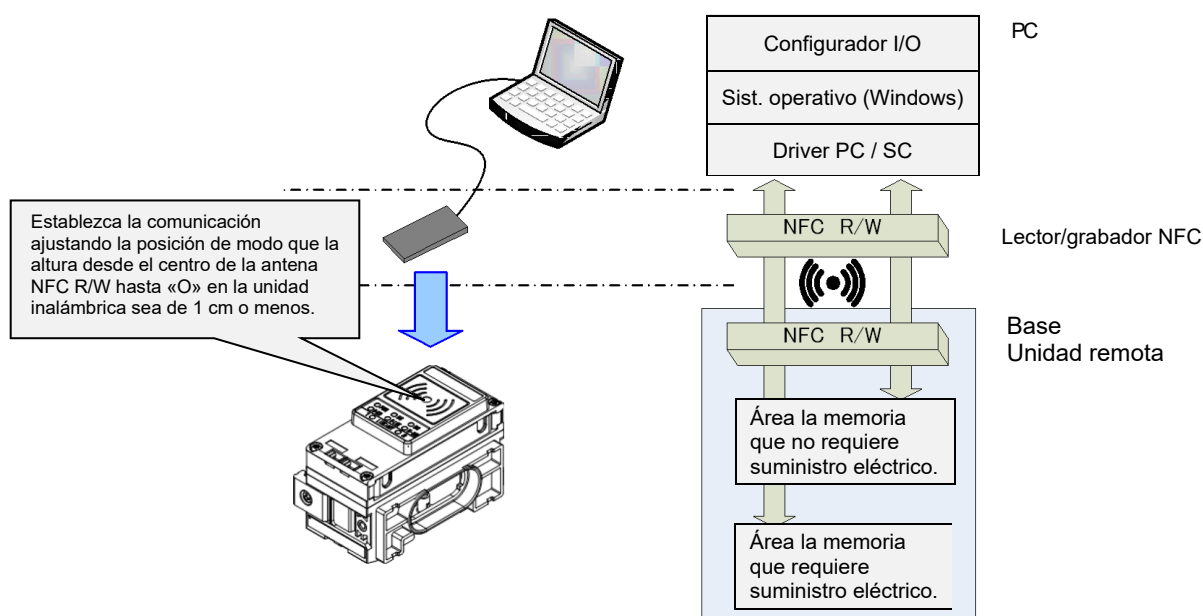 Configurador I/O
PC
Sist. operativo (Windows)
Driver PC / SC
Establezca la comunicación
ajustando la posición de modo que la
altura desde el centro de la antena
NFC R/W hasta «O» en la unidad
inalámbrica sea de 1 cm o menos.
NFC R/W
Lector/grabador NFC
NFC R/W
Base
Unidad remota
Área la memoria
que no requiere
suministro eléctrico.
Área la memoria
que requiere
suministro eléctrico.